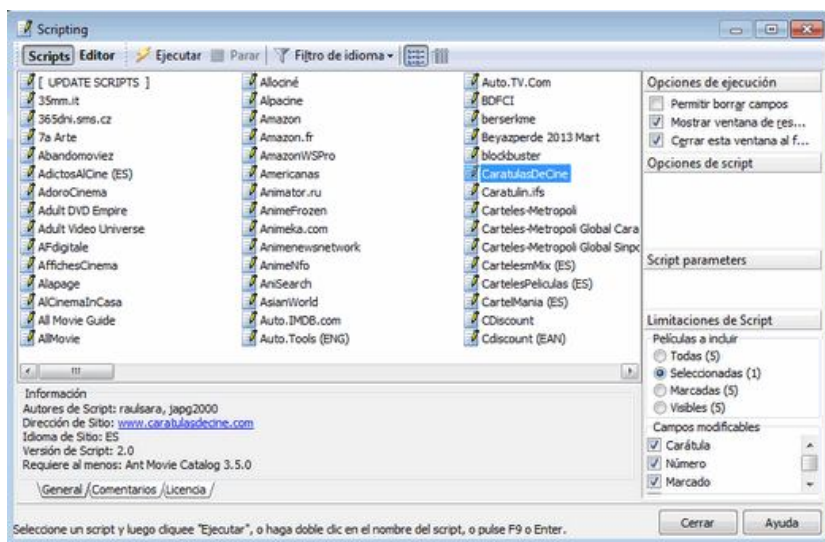 Scripting
Scripts Editor Ejecutar Parar Filtro de idioma
[ UPDATE SCRIPTS ]
35mm.it
365dni.sms.cz
7a Arte
Abandomoviez
AdictosAlCine (ES)
AdoroCinema
Adult DVD Empire
Adult Video Universe
AFdigitale
AffichesCinema
Alapage
AlCinemaInCasa
All Movie Guide
AllMovie
Allociné
Alpacine
Amazon
Amazon.fr
AmazonWSPro
Americanas
Animator.ru
AnimeFrozen
Animeka.com
Animenewsnetwork
AnimeNfo
AniSearch
AsianWorld
Auto.IMDB.com
Auto.Tools (ENG)
Auto.TV.Com
BDFCI
berserkme
Beyazperde 2013 Mart
blockbuster
CaratulasDeCine
Caratulin.ifs
Carteles-Metropoli
Carteles-Metropoli Global Cara
Carteles-Metropoli Global Sinpc
CartelesmMix (ES)
CartelesPeliculas (ES)
CartelMania (ES)
CDiscount
Cdiscount (EAN)
Opciones de ejecución
Permitir borrar campos
Mostrar ventana de res...
Cerrar esta ventana al f...
Opciones de script
Script parameters
Limitaciones de Script
Películas a incluir
Todas (5)
Seleccionadas (1)
Marcadas (5)
Visibles (5)
Campos modificables
Carátula
Número
Marcado
Información
Autores de Script: raulsara, japg2000
Dirección de Sitio: www.caratulasdecine.com
Idioma de Sitio: ES
Versión de Script: 2.0
Requiere al menos: Ant Movie Catalog 3.5.0
General Comentarios Licencia
Seleccione un script y luego cliquee "Ejecutar", o haga doble clic en el nombre del script, o pulse F9 o Enter.
Cerrar Ayuda